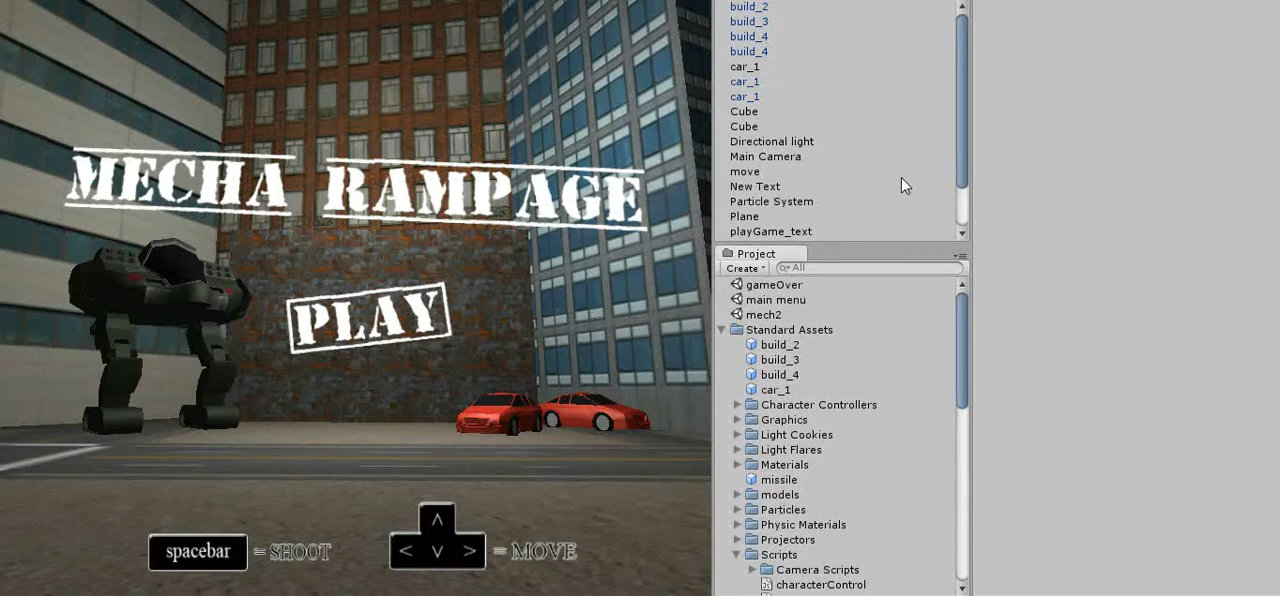 MECHA RAMPAGE
PLAY
spacebar = SHOOT
= MOVE
build_2
build_3
build_4
build_4
car_1
car_1
car_1
Cube
Cube
Directional light
Main Camera
move
New Text
Particle System
Plane
playGame_text
Project
Create
All
gameOver
main menu
mech2
Standard Assets
build_2
build_3
build_4
car_1
Character Controllers
Graphics
Light Cookies
Light Flares
Materials
missile
models
Particles
Physic Materials
Projectors
Scripts
Camera Scripts
characterControl